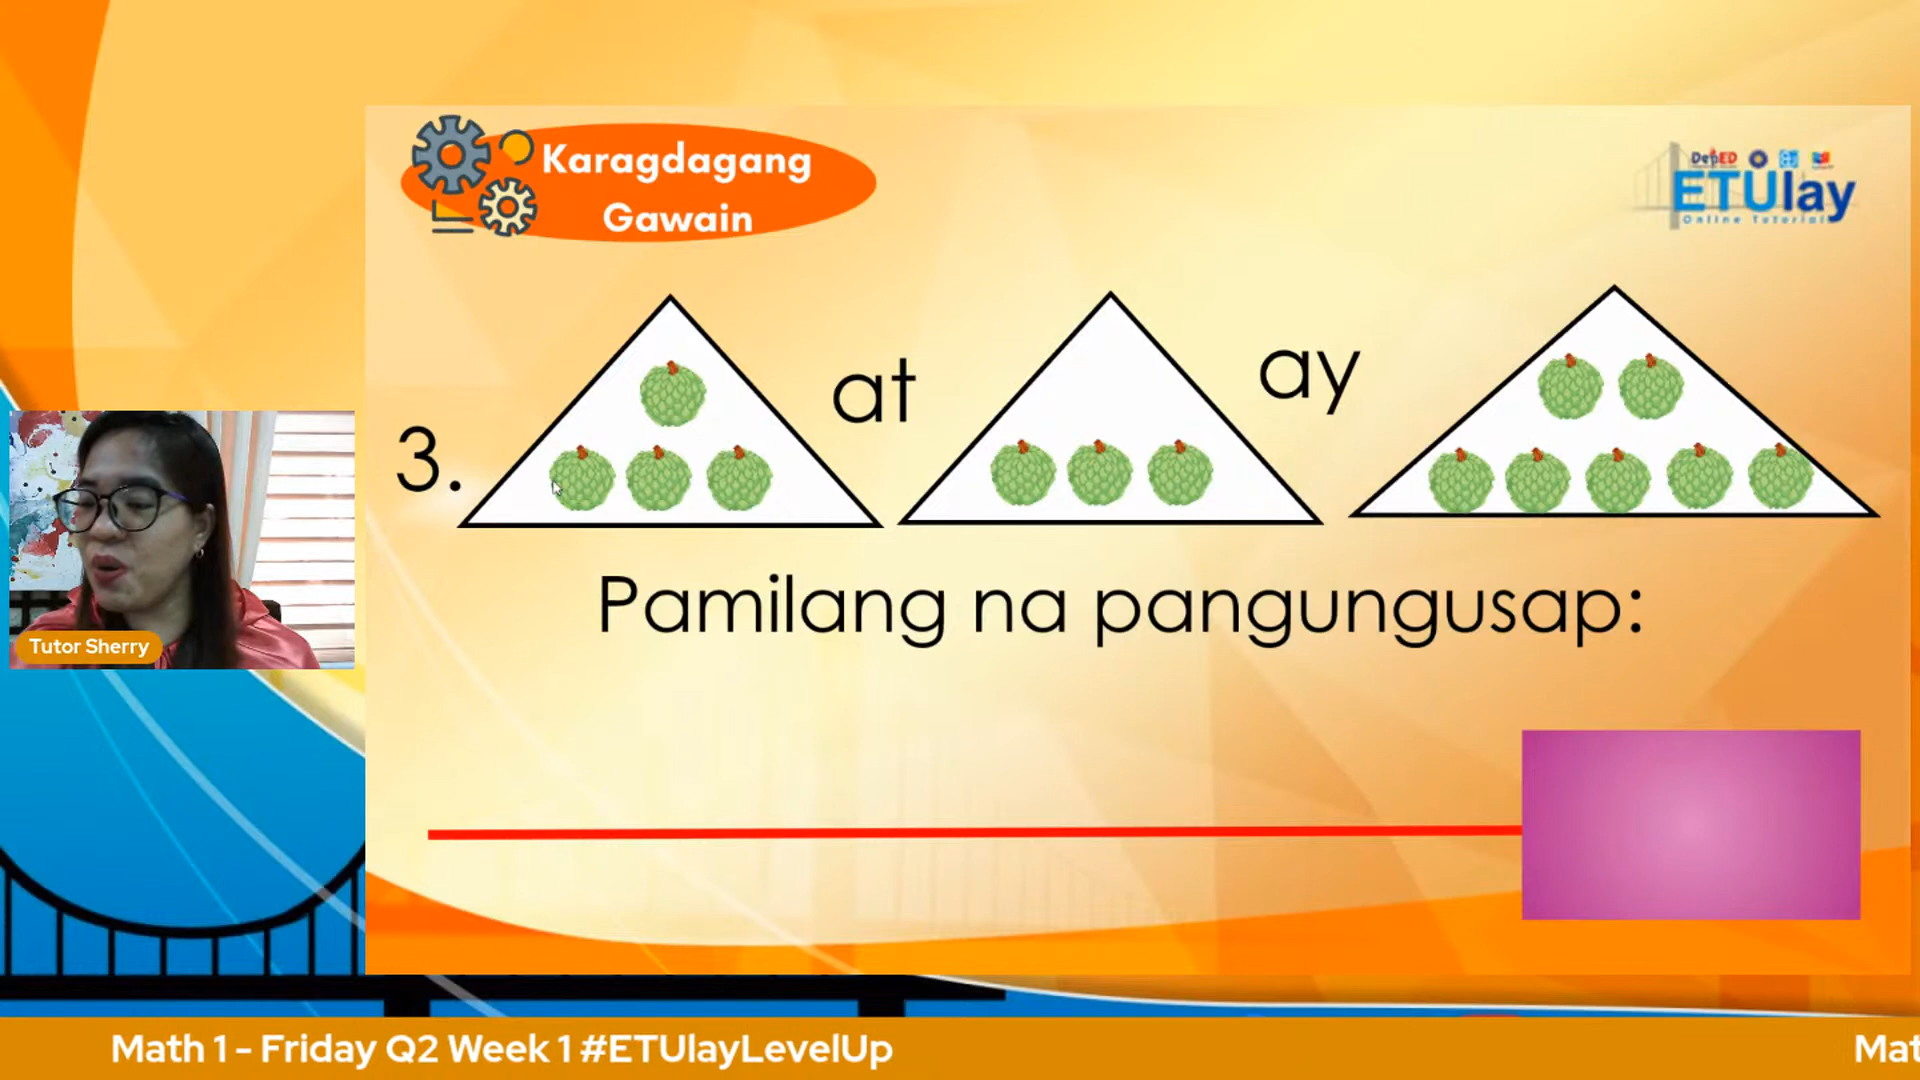 Karagdagang
Gawain
DepED
ETUlay
Online Tutorial
3.
at
ay
Pamilang na pangungusap:
Tutor Sherry
Math 1 - Friday Q2 Week 1 #ETUlayLevelUp
Mat